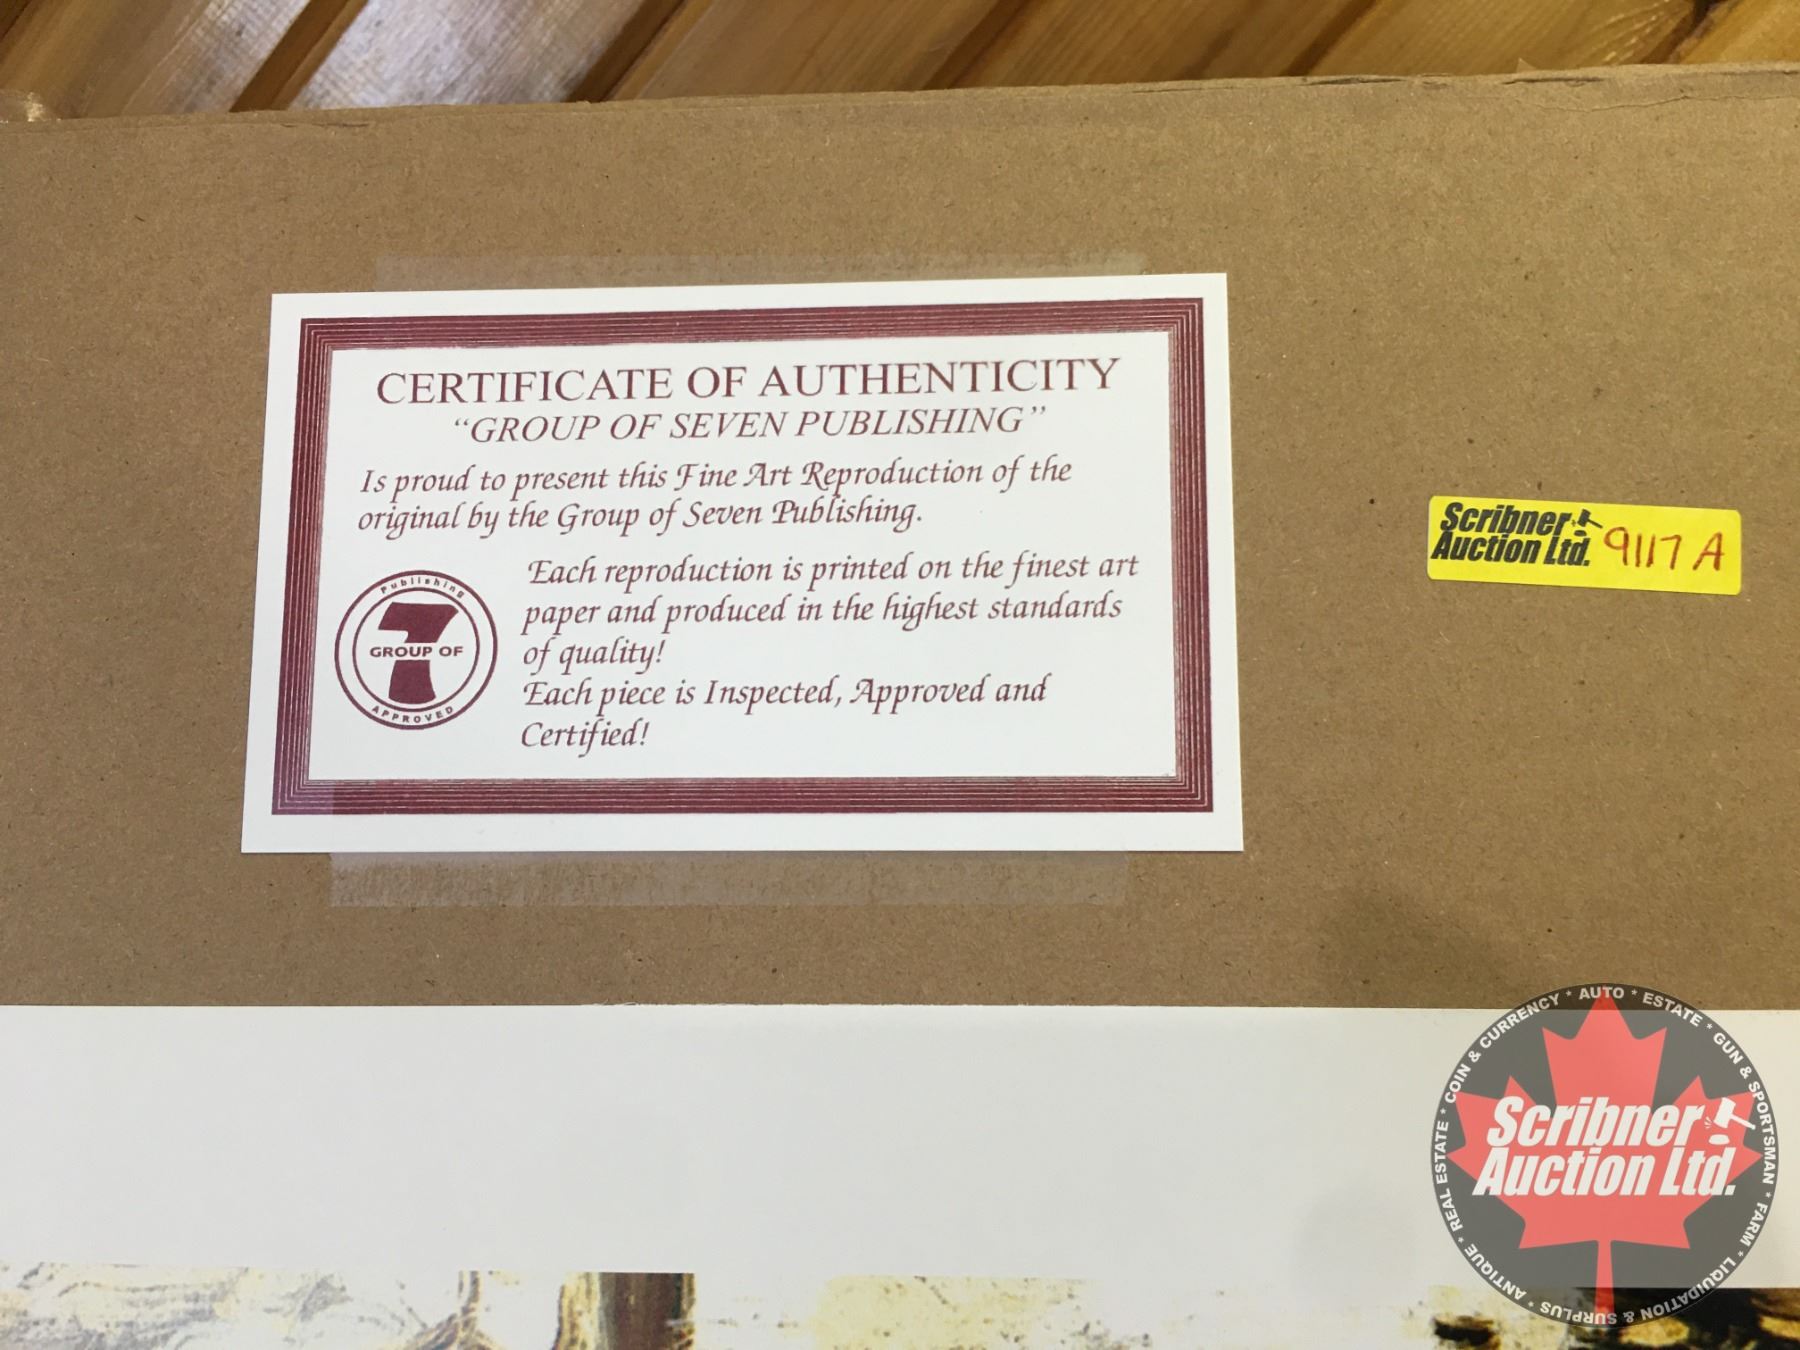 CERTIFICATE OF AUTHENTICITY
“GROUP OF SEVEN PUBLISHING”
Is proud to present this Fine Art Reproduction of the
original by the Group of Seven Publishing.
Each reproduction is printed on the finest art
paper and produced in the highest standards
of quality!
Each piece is Inspected, Approved and
Certified!
Publishing
7
GROUP OF
APPROVED
Scribner
Auction Ltd.
9117 A
Scribner
Auction Ltd.
* ANTIQUE * REAL ESTATE * COIN & CURRENCY * AUTO * ESTATE * GUN & SPORTSMAN * FARM * LIQUIDATION & SURPLUS